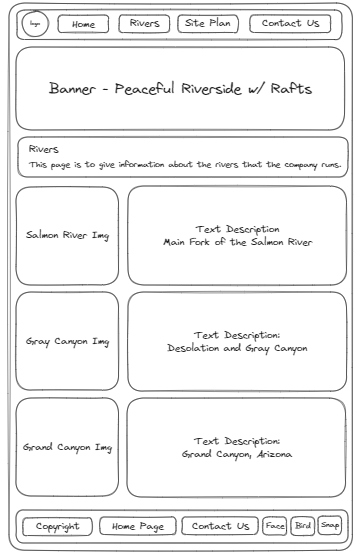 logo
Home
Rivers
Site Plan
Contact Us
Banner - Peaceful Riverside w/ Rafts
Rivers
This page is to give information about the rivers that the company runs.
Salmon River Img
Text Description
Main Fork of the Salmon River
Gray Canyon Img
Text Description:
Desolation and Gray Canyon
Grand Canyon Img
Text Description:
Grand Canyon, Arizona
Copyright
Home Page
Contact Us
Face
Bird
Snap